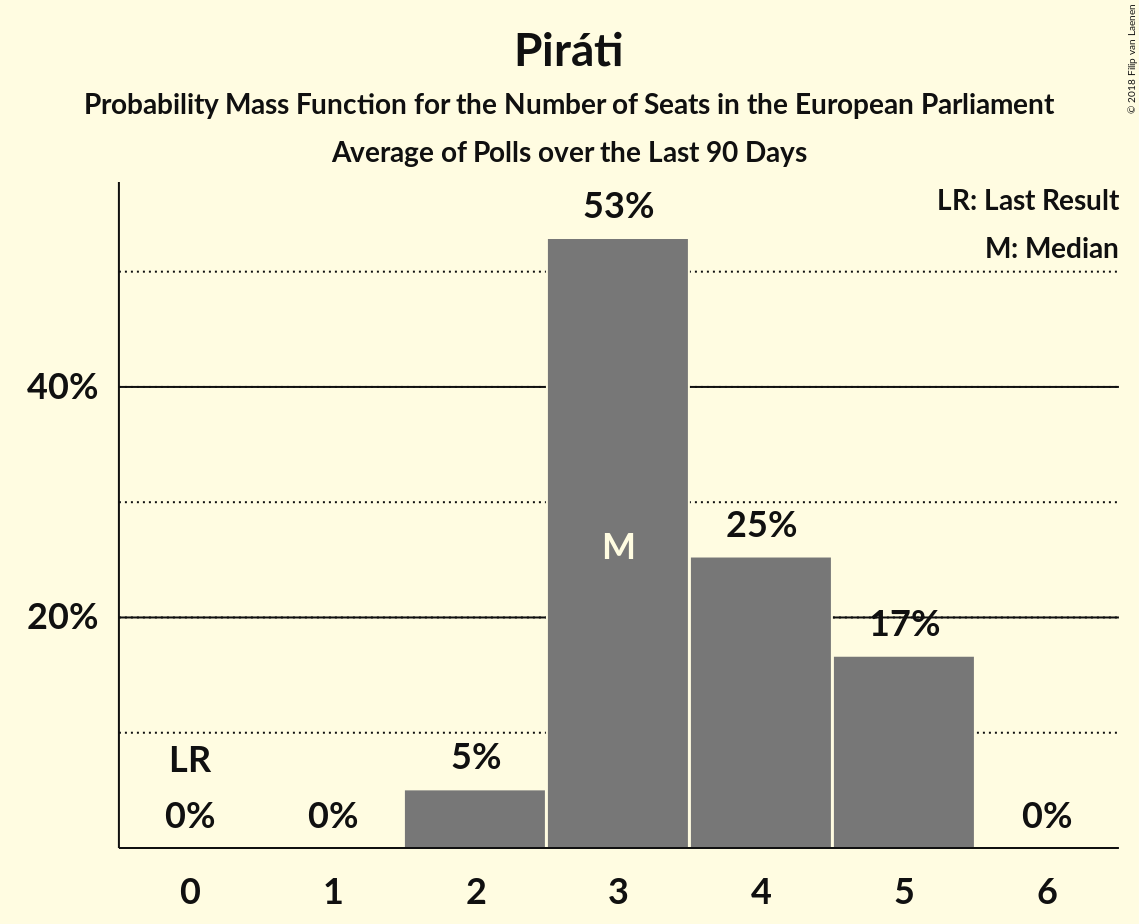 Piráti
Probability Mass Function for the Number of Seats in the European Parliament
Average of Polls over the Last 90 Days
© 2018 Filip van Laenen
LR: Last Result
M: Median
53%
40%
25%
M
20%
17%
LR
5%
0%
0%
0%
0 1 2 3 4 5 6